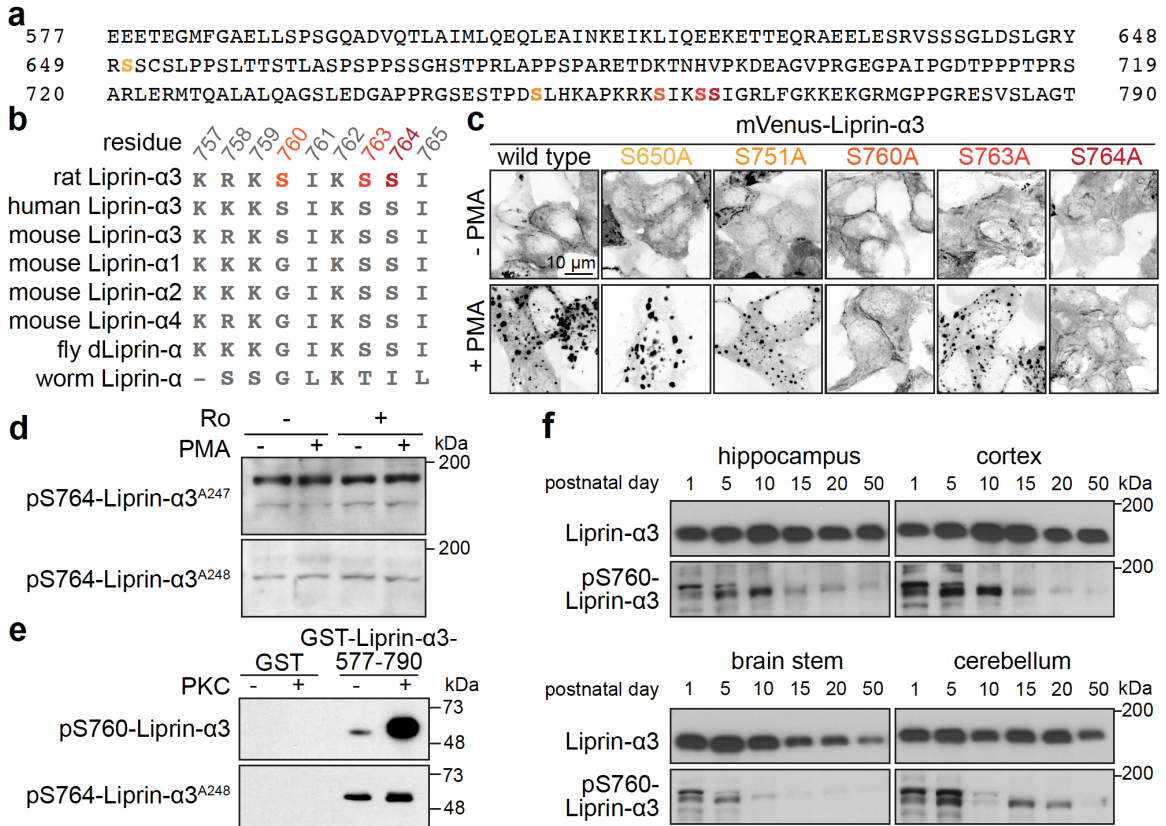 a
577 EEETEGMFGAELLSPSGQADVQTLAIMLQEQLEAINKEIKLIQEEKETTEQRAEELESRVSSSGLDSLGRY 648
649 RSSCSLPPSLTTSTLASPSPPSSGHSTPRLAPPSPARETDKTNHVPKDEAGVPRGEGPAIPGDTPPPTPRS 719
720 ARLERMTQALALQAGSLEDGAPPRGSESTPDSLHKAPKRKSIKSSIGRLFGKKEKGRMGPPGRESVSLAGT 790
b
residue 757 758 759 760 761 762 763 764 765
rat Liprin-α3 K R K S I K S S I
human Liprin-α3 K K K S I K S S I
mouse Liprin-α3 K R K S I K S S I
mouse Liprin-α1 K K K G I K S S I
mouse Liprin-α2 K K K G I K S S I
mouse Liprin-α4 K R K G I K S S I
fly dLiprin-α K K K G I K S S I
worm Liprin-α – S S G L K T I L
c
mVenus-Liprin-α3
wild type S650A S751A S760A S763A S764A
- PMA
10 µm
+ PMA
d
Ro - +
PMA - + - + kDa
200
pS764-Liprin-α3A247
200
pS764-Liprin-α3A248
e
GST-Liprin-α3-
GST 577-790
PKC - + - + kDa
73
pS760-Liprin-α3
48
73
pS764-Liprin-α3A248
48
f
hippocampus cortex
postnatal day 1 5 10 15 20 50 1 5 10 15 20 50 kDa
200
Liprin-α3
200
pS760-
Liprin-α3
brain stem cerebellum
postnatal day 1 5 10 15 20 50 1 5 10 15 20 50 kDa
200
Liprin-α3
200
pS760-
Liprin-α3